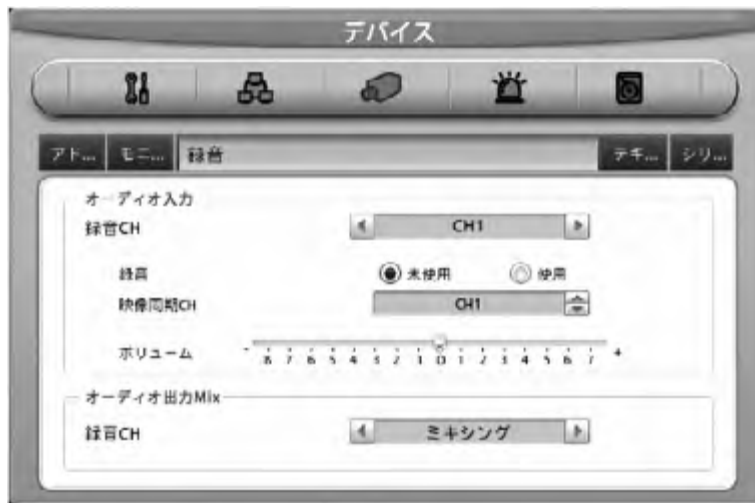 デバイス
アト... モニ... 録音 テキ... シリ...
オーディオ入力
録音CH CH1
録音 未使用 使用
映像同期CH CH1
ボリューム - 8 7 6 5 4 3 2 1 0 1 2 3 4 5 6 7 +
オーディオ出力Mix
録音CH ミキシング